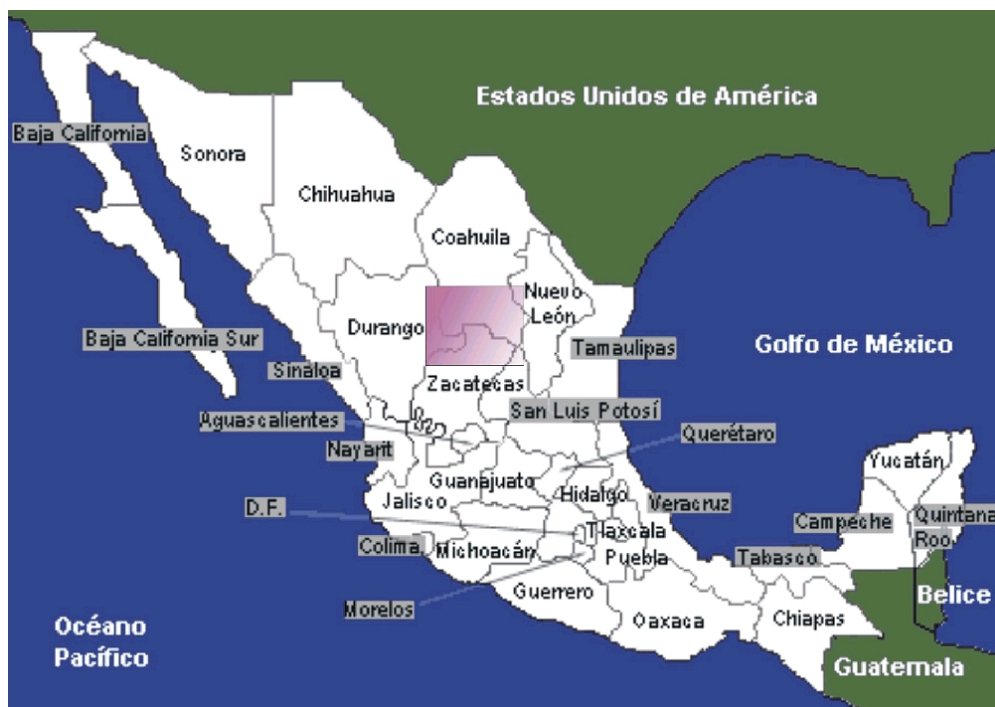 Estados Unidos de América
Baja California
Sonora
Chihuahua
Coahuila
Nuevo
León
Durango
Baja California Sur
Sinaloa
Tamaulipas
Golfo de México
Zacatecas
Aguascalientes
San Luis Potosí
Querétaro
Nayarit
Yucatán
Guanajuato
Jalisco
Hidalgo
Veracruz
D.F.
Campeche
Quintana
Roo
Colima
Michoacán
Tlaxcala
Puebla
Tabasco
Guerrero
Morelos
Oaxaca
Chiapas
Belice
Océano
Pacífico
Guatemala